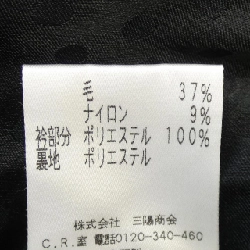 毛 37%
ナイロン 9%
衿部分 ポリエステル 100%
裏地 ポリエステル
株式会社 三陽商会
C.R.室 電話0120-340-460